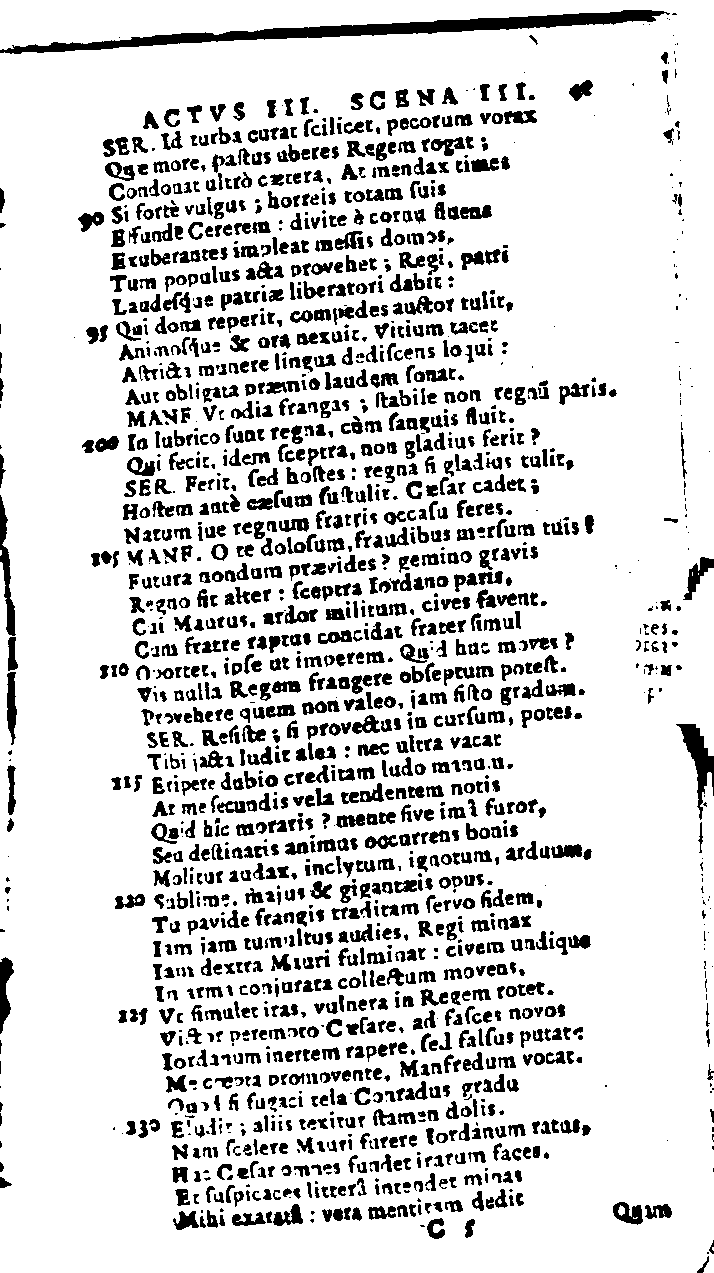 ACTVS III. SCENA III.
SER. Id turba curat ſcilicet, pecorum vorax
Quæ more, paſtus uberes Regem rogat;
Condonat ultrò cætera. At mendax times
90 Si fortè vulgus; horreis totam ſuis
Effunde Cererem: divite è cornu fluens
Exuberantes impleat meſſis domos.
Tum populus acta provehet; Regi, patri
Laudeſque patriæ liberatori dabit:
95 Qui dona reperit, compedes auctor tulit,
Animoſque & ora nexuit. Vitium tacet
Aſtricta munere lingua dediſcens loqui:
Aut obligata præmio laudem ſonat.
MANF. Vt odia frangas; ſtabile non regnū paris.
200 In lubrico ſunt regna, cùm ſanguis fluit.
Qui fecit, idem ſceptra, non gladius ferit?
SER. Ferit, ſed hoſtes: regna ſi gladius tulit,
Hoſtem antè cæſum ſuſtulit. Cæſar cadet;
Natumque regnum fratris occaſu feres.
205 MANF. O te doloſum, fraudibus merſum tuis!
Futura nondum prævides? gemino gravis
Regno fit alter: ſceptra Iordano paris,
Cui Maurus, ardor militum, cives favent.
Cum fratre raptus concidat frater ſimul
210 Oportet, ipſe ut imperem. Quid huc moves?
Vis nulla Regem frangere obſeptum poteſt.
Provehere quem non valeo, jam ſiſto gradum.
SER. Reſiſte; ſi provectus in curſum, potes.
Tibi jacta ludit alea: nec ultra vacat
215 Eripere dubio creditam ludo manum.
At me ſecundis vela tendentem notis
Quid hic moraris? mente ſive imâ furor,
Seu deſtinatis animus occurrens bonis
Molitur audax, inclytum, ignotum, arduum,
220 Sublime, majus & gigantæis opus.
Tu pavide frangis traditam ſervo fidem,
Iam jam tumultus audies, Regi minax
Iam dextra Mauri fulminat: civem undique
In arma conjurata collectum movens,
225 Vt ſimulet iras, vulnera in Regem rotet.
Victor perempto Cæſare, ad faſces novos
Iordanum inertem rapere, ſed falſus putat:
Me cœpta promovente, Manfredum vocat.
Quod ſi fugaci tela Conradus gradu
230 Eludit; aliis texitur ſtamen dolis.
Nam ſcelere Mauri furere Iordanum ratus,
Hac Cæſar omnes fundet irarum faces.
Et ſuſpicaces litterâ intendet minas
Mihi exaratâ: vera mentitam dedit
C 5
Quam